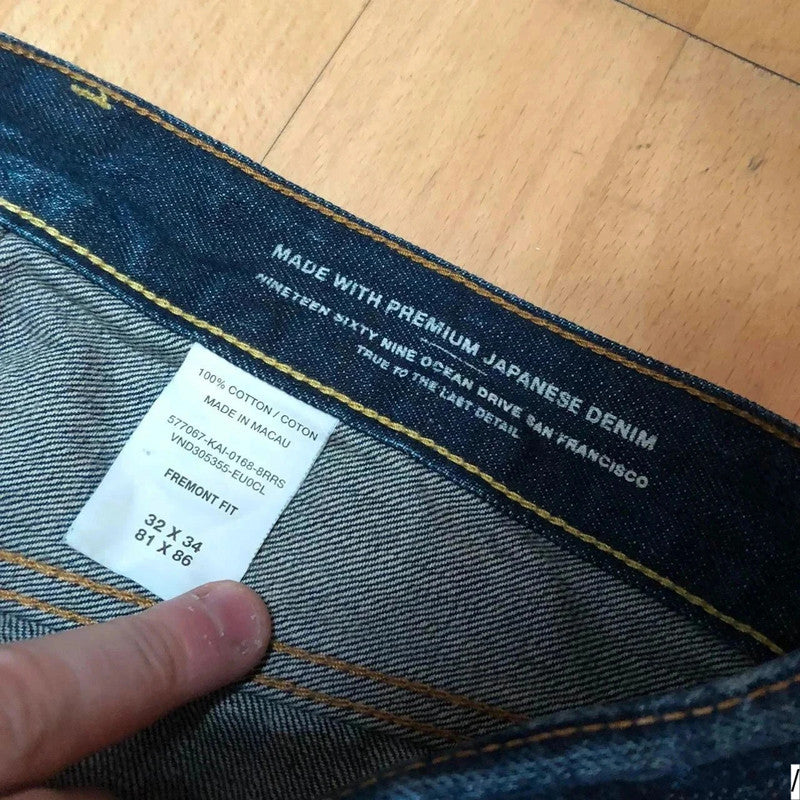 MADE WITH PREMIUM JAPANESE DENIM
NINETEEN SIXTY NINE OCEAN DRIVE SAN FRANCISCO
TRUE TO THE LAST DETAIL
100% COTTON / COTON
MADE IN MACAU
577067-KAI-0168-8RRS
VND305355-EU0CL
FREMONT FIT
32 X 34
81 X 86